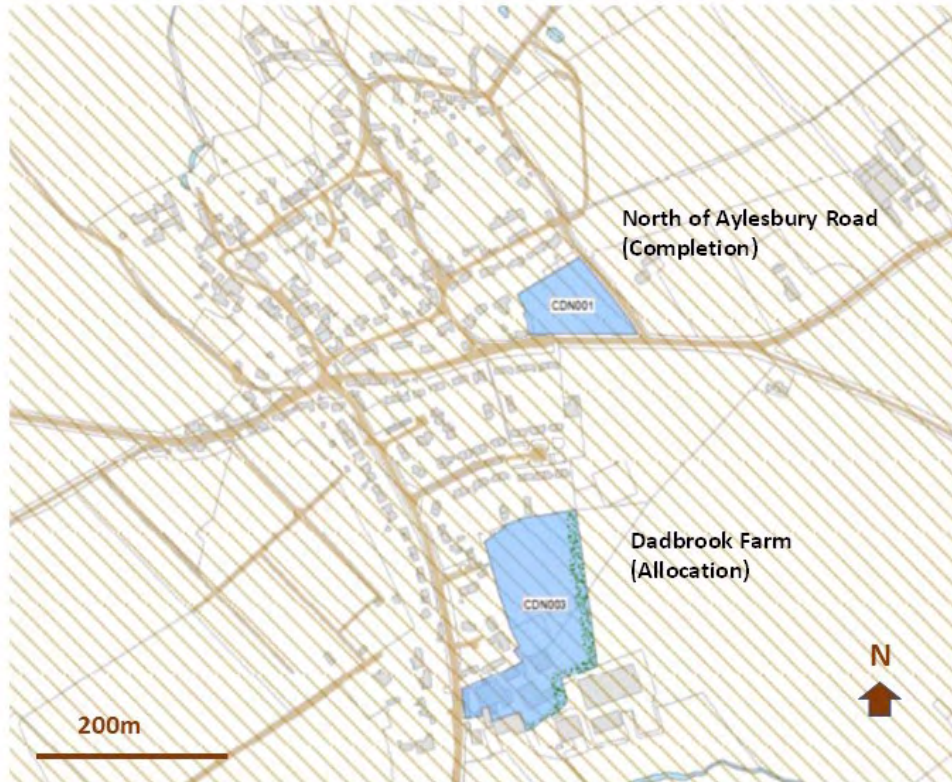 North of Aylesbury Road
(Completion)
CDN001
Dadbrook Farm
(Allocation)
CDN003
N
200m